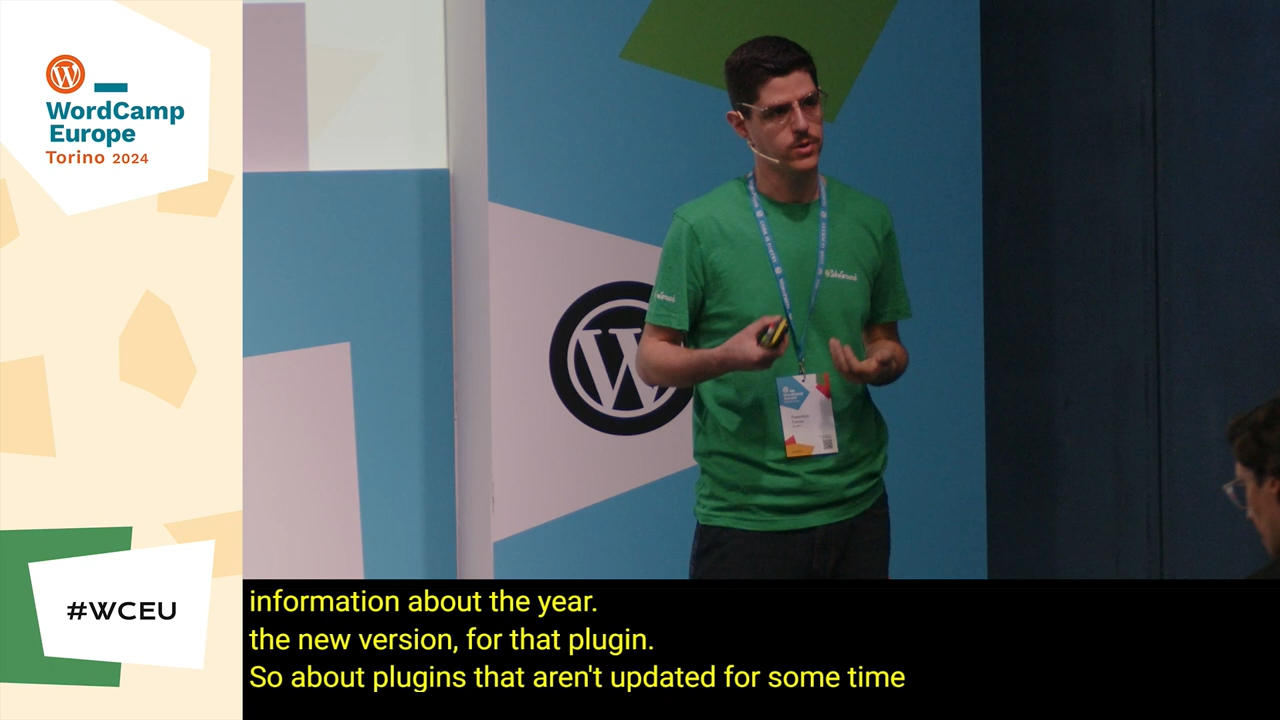 WordCamp
Europe
Torino 2024
#WCEU
SiteGround
information about the year.
the new version, for that plugin.
So about plugins that aren't updated for some time